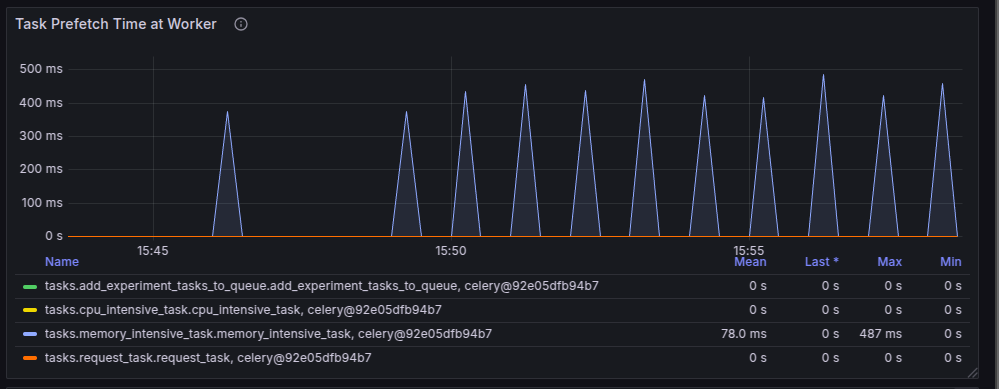 Task Prefetch Time at Worker
500 ms
400 ms
300 ms
200 ms
100 ms
0 s
15:45 15:50 15:55
Name Mean Last * Max Min
tasks.add_experiment_tasks_to_queue.add_experiment_tasks_to_queue, celery@92e05dfb94b7 0 s 0 s 0 s 0 s
tasks.cpu_intensive_task.cpu_intensive_task, celery@92e05dfb94b7 0 s 0 s 0 s 0 s
tasks.memory_intensive_task.memory_intensive_task, celery@92e05dfb94b7 78.0 ms 0 s 487 ms 0 s
tasks.request_task.request_task, celery@92e05dfb94b7 0 s 0 s 0 s 0 s